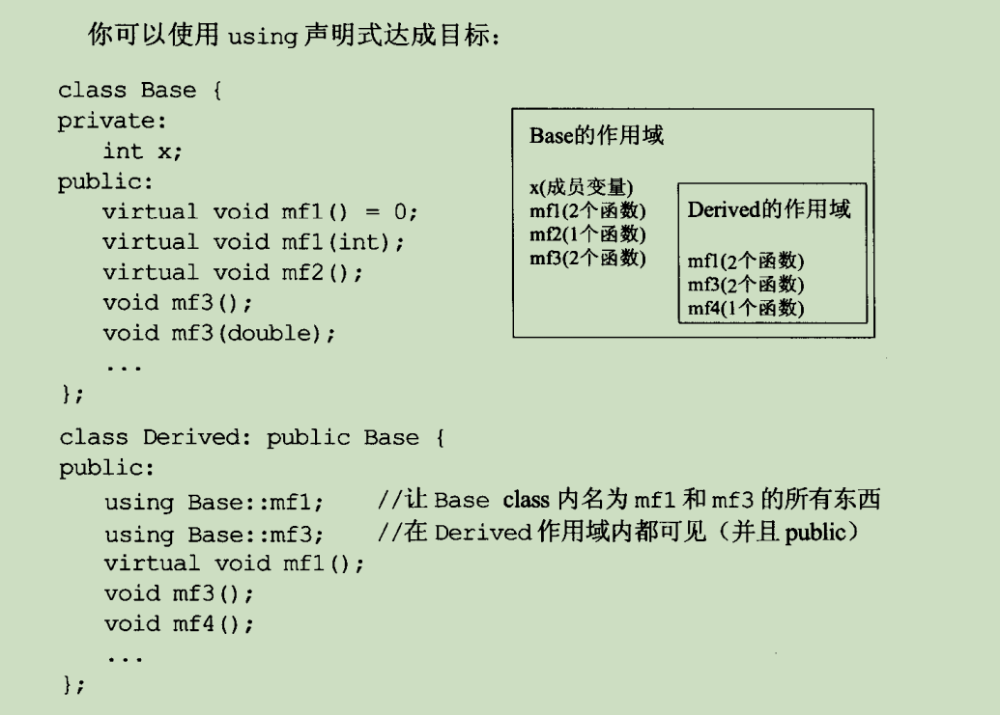 你可以使用 using 声明式达成目标：
class Base {
private:
    int x;
public:
    virtual void mf1() = 0;
    virtual void mf1(int);
    virtual void mf2();
    void mf3();
    void mf3(double);
    ...
};
Base的作用域
x(成员变量)
mf1(2个函数)
mf2(1个函数)
mf3(2个函数)
Derived的作用域
mf1(2个函数)
mf3(2个函数)
mf4(1个函数)
class Derived: public Base {
public:
    using Base::mf1;    //让 Base class 内名为 mf1 和 mf3 的所有东西
    using Base::mf3;    //在 Derived 作用域内都可见（并且 public）
    virtual void mf1();
    void mf3();
    void mf4();
    ...
};